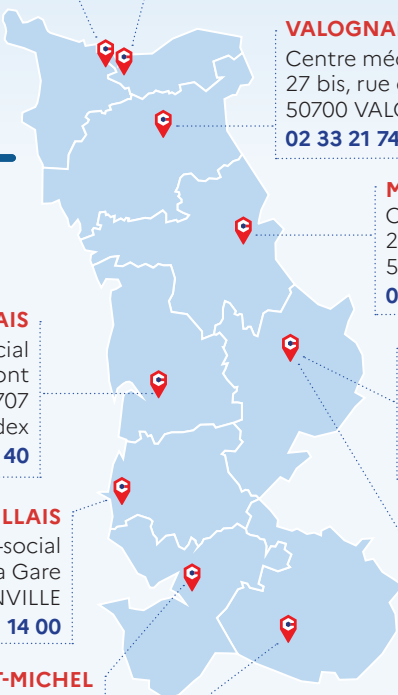 VALOGNA
Centre méd
27 bis, rue
50700 VALO
02 33 21 74
M
C
2
5
0
AIS
cial
ont
707
dex
40
LLAIS
-social
a Gare
NVILLE
14 00
T-MICHEL